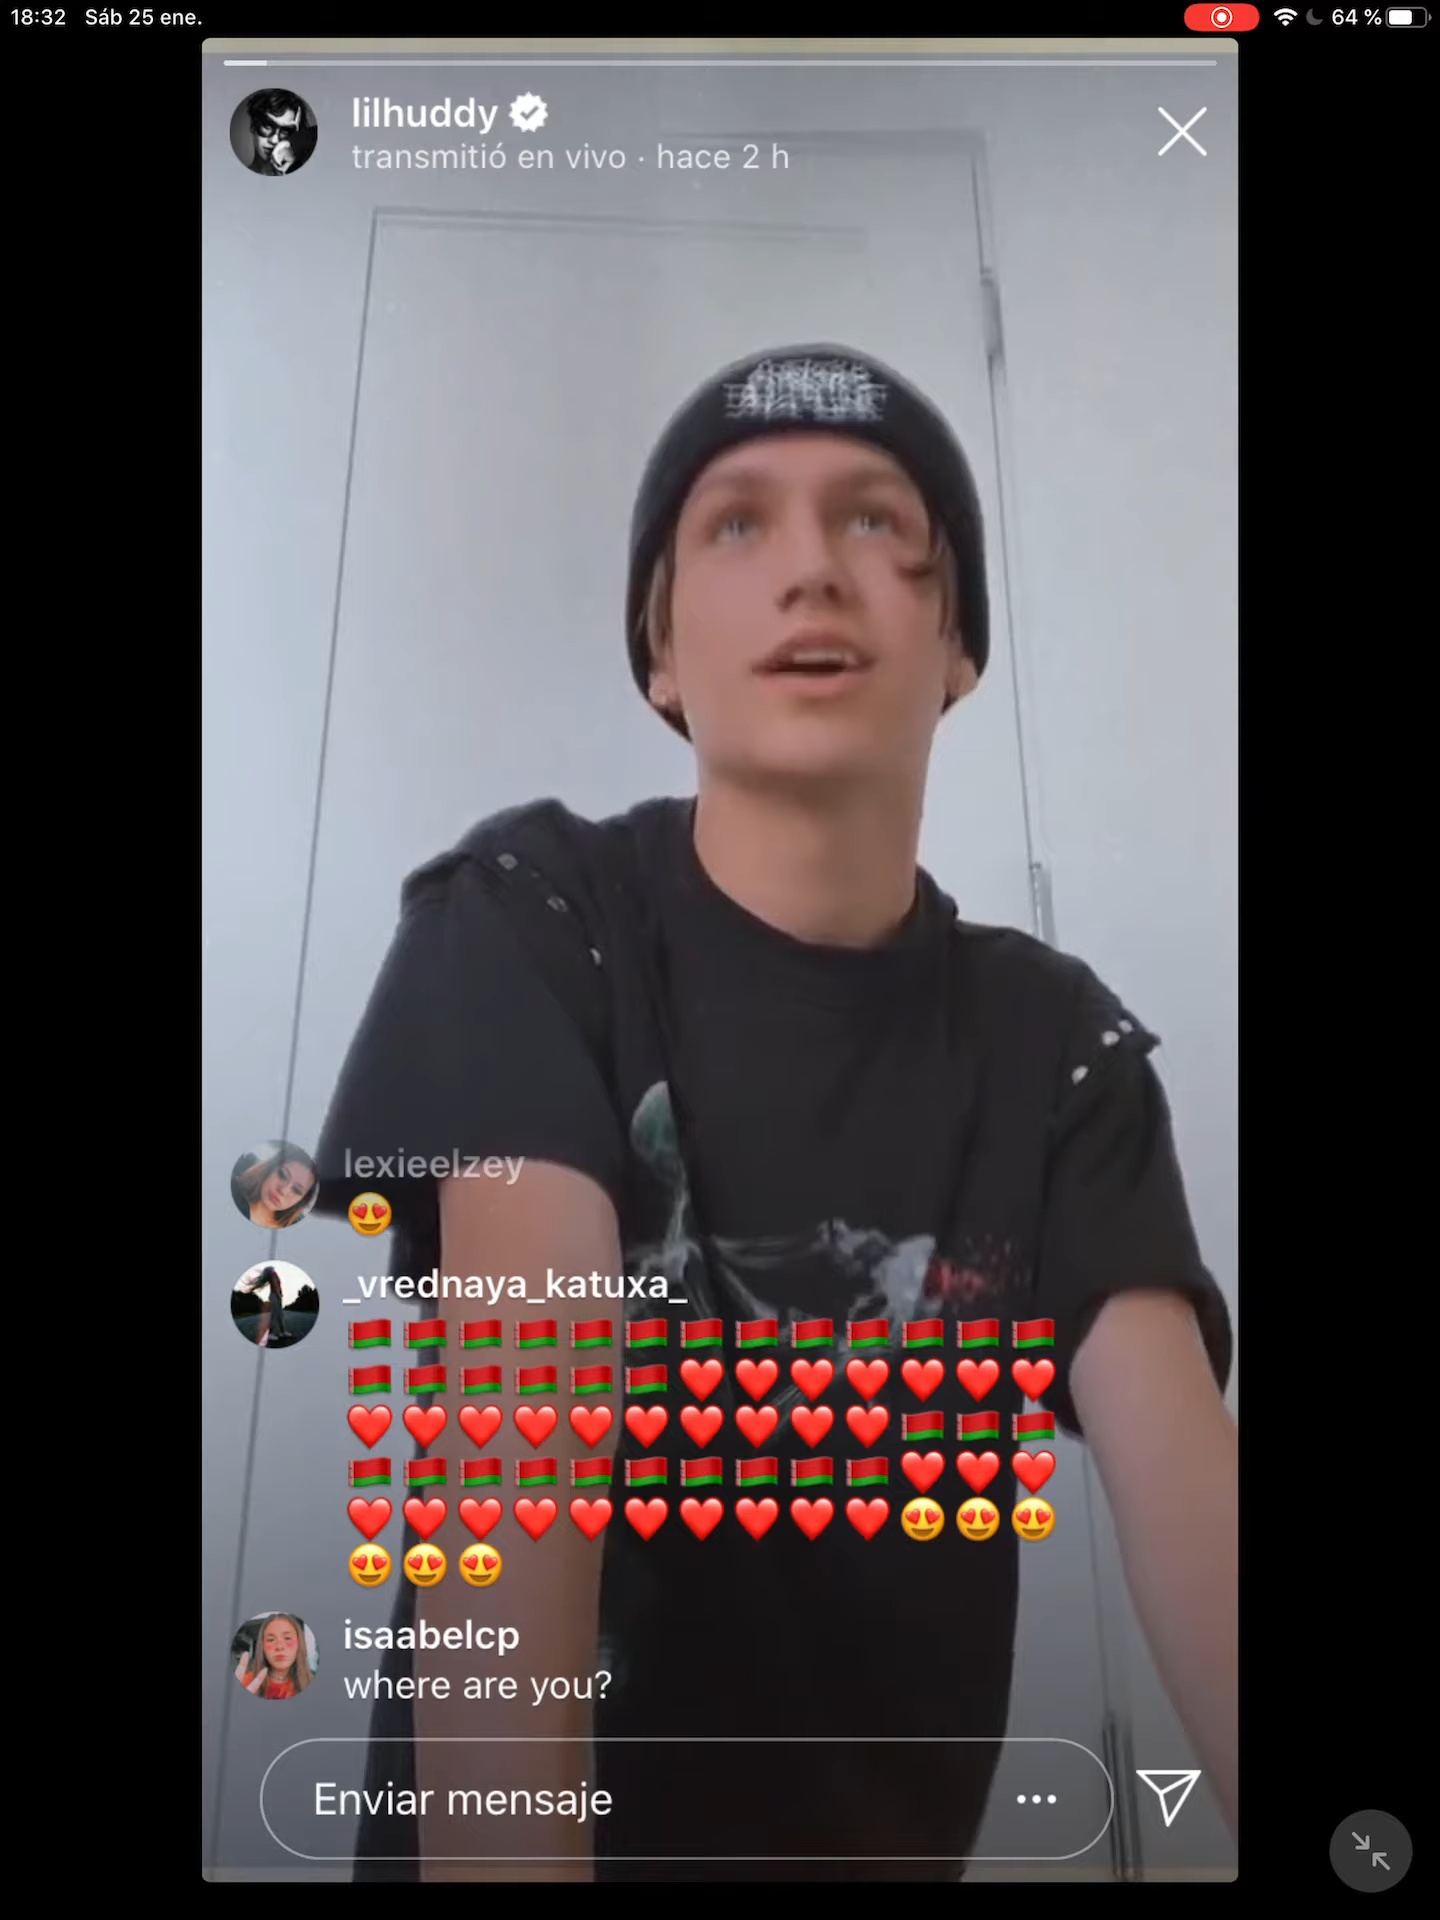 18:32 Sáb 25 ene.
64 %
lilhuddy
transmitió en vivo · hace 2 h
lexieelzey
😍
_vrednaya_katuxa_
🇧🇾🇧🇾🇧🇾🇧🇾🇧🇾🇧🇾🇧🇾🇧🇾🇧🇾🇧🇾🇧🇾🇧🇾🇧🇾
🇧🇾🇧🇾🇧🇾🇧🇾🇧🇾🇧🇾❤️❤️❤️❤️❤️❤️❤️
❤️❤️❤️❤️❤️❤️❤️❤️❤️❤️🇧🇾🇧🇾🇧🇾
🇧🇾🇧🇾🇧🇾🇧🇾🇧🇾🇧🇾🇧🇾🇧🇾🇧🇾🇧🇾❤️❤️❤️
❤️❤️❤️❤️❤️❤️❤️❤️❤️❤️😍😍😍
😍😍😍
isaabelcp
where are you?
Enviar mensaje